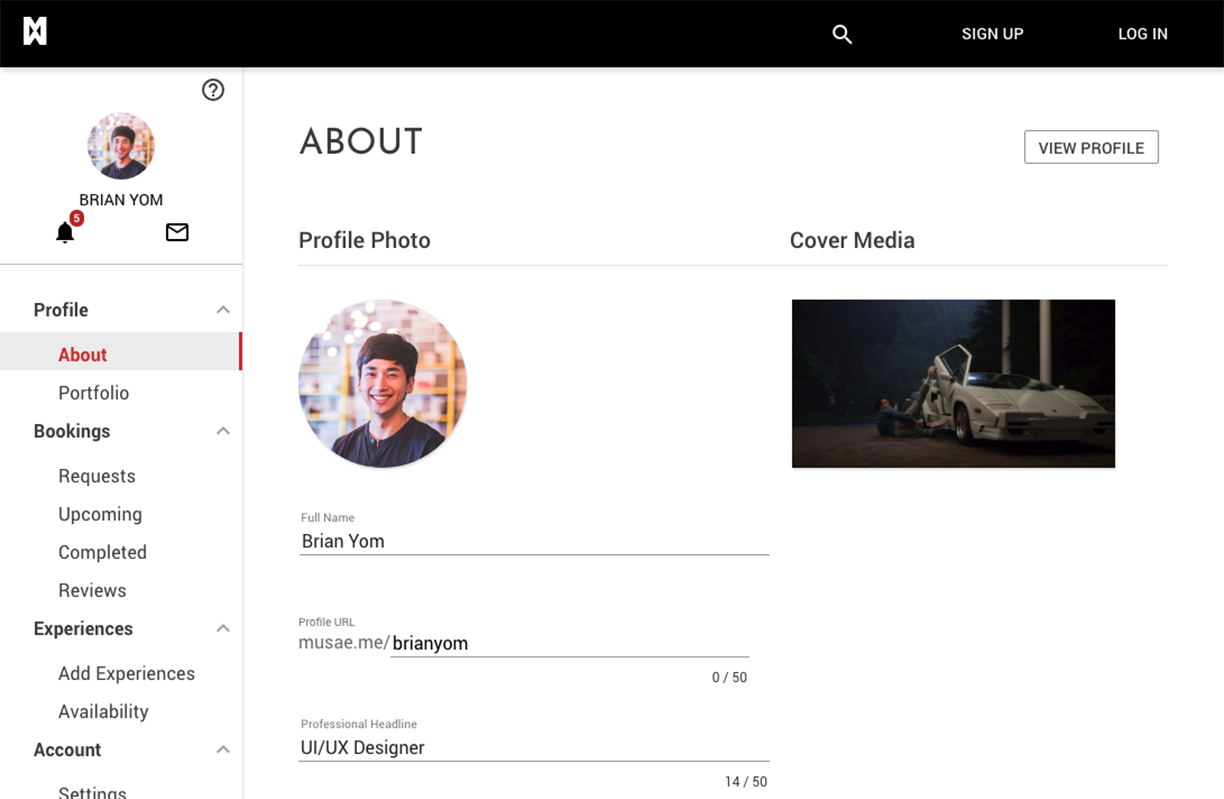 SIGN UP
LOG IN
BRIAN YOM
5
Profile
About
Portfolio
Bookings
Requests
Upcoming
Completed
Reviews
Experiences
Add Experiences
Availability
Account
Settings
ABOUT
VIEW PROFILE
Profile Photo
Cover Media
Full Name
Brian Yom
Profile URL
musae.me/brianyom
0 / 50
Professional Headline
UI/UX Designer
14 / 50